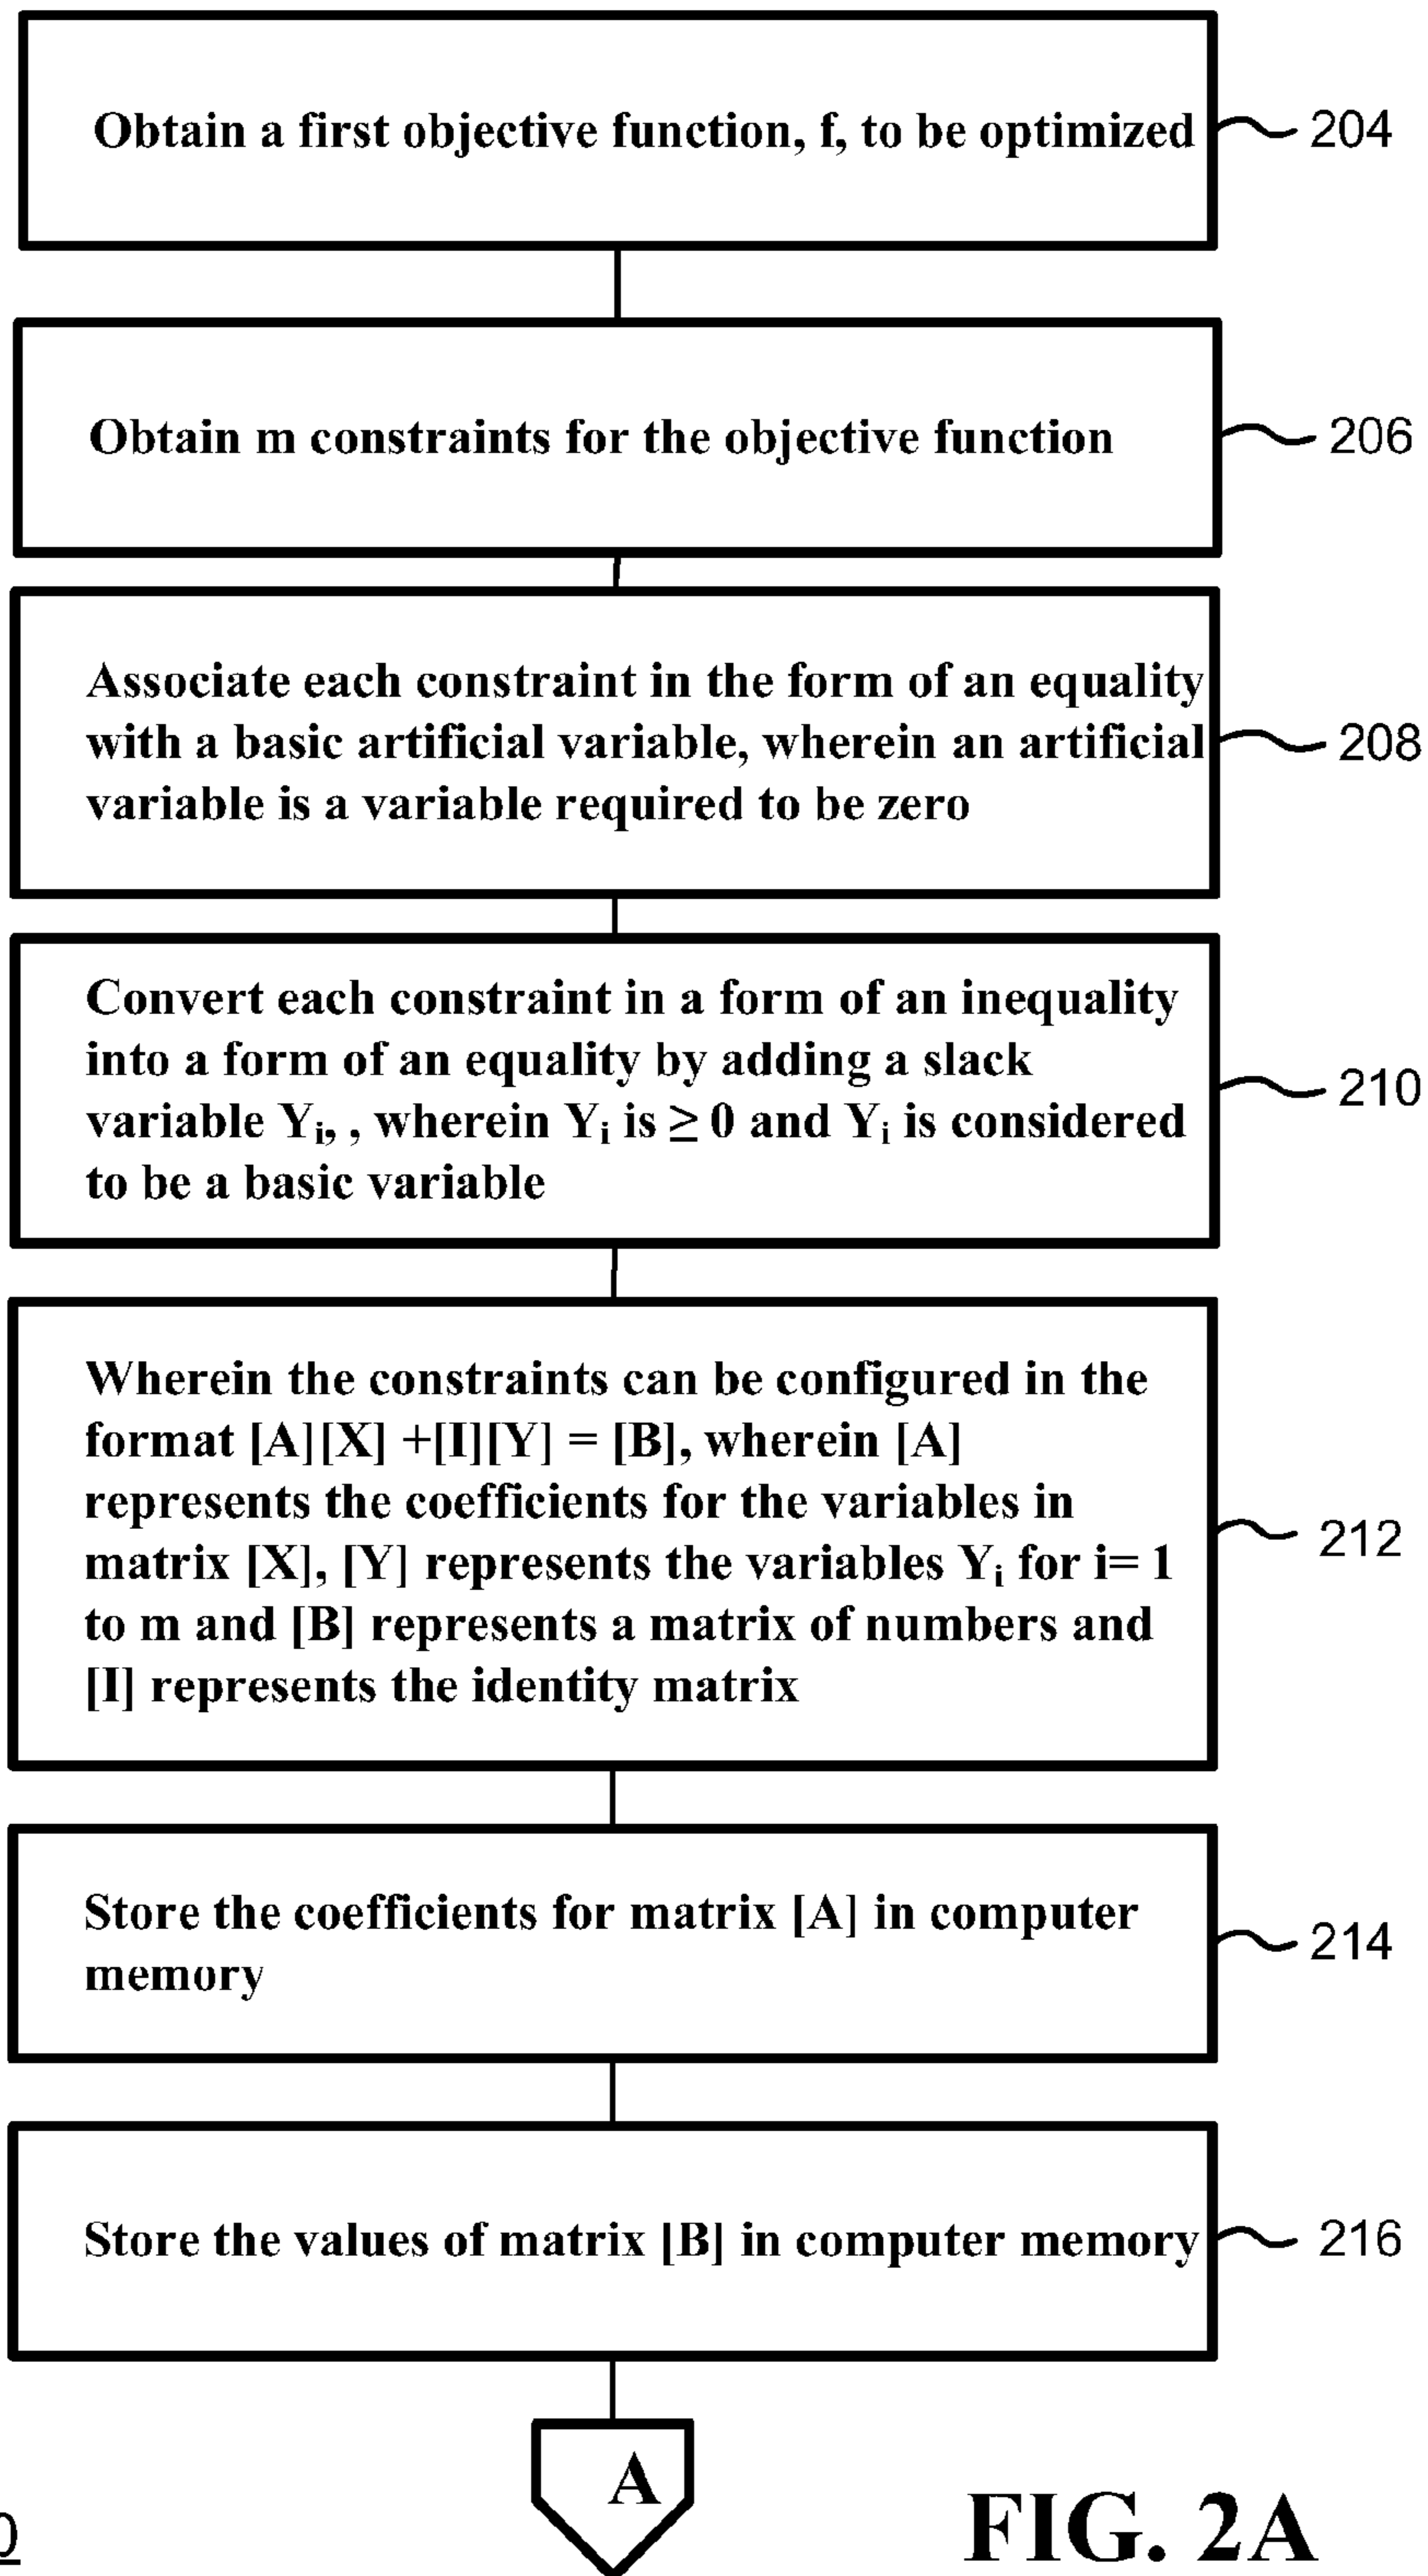 Obtain a first objective function, f, to be optimized
204
Obtain m constraints for the objective function
206
Associate each constraint in the form of an equality
with a basic artificial variable, wherein an artificial
variable is a variable required to be zero
208
Convert each constraint in a form of an inequality
into a form of an equality by adding a slack
variable Yᵢ, , wherein Yᵢ is ≥ 0 and Yᵢ is considered
to be a basic variable
210
Wherein the constraints can be configured in the
format [A][X] +[I][Y] = [B], wherein [A]
represents the coefficients for the variables in
matrix [X], [Y] represents the variables Yᵢ for i= 1
to m and [B] represents a matrix of numbers and
[I] represents the identity matrix
212
Store the coefficients for matrix [A] in computer
memory
214
Store the values of matrix [B] in computer memory
216
A
FIG. 2A